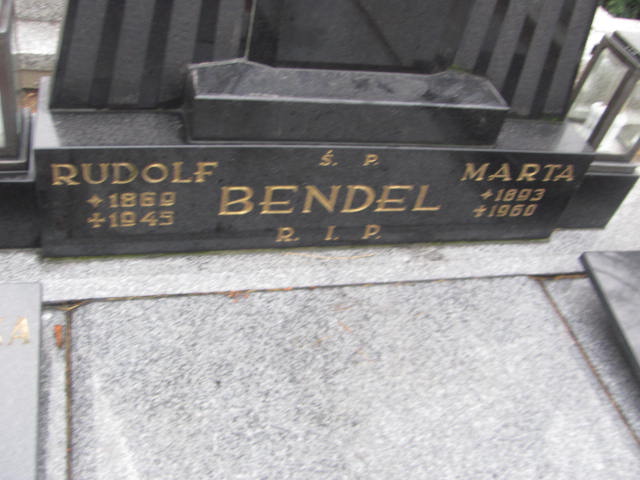 Ś. P.
RUDOLF
*1869
+1945
BENDEL
MARTA
*1893
+1960
R. I. P.